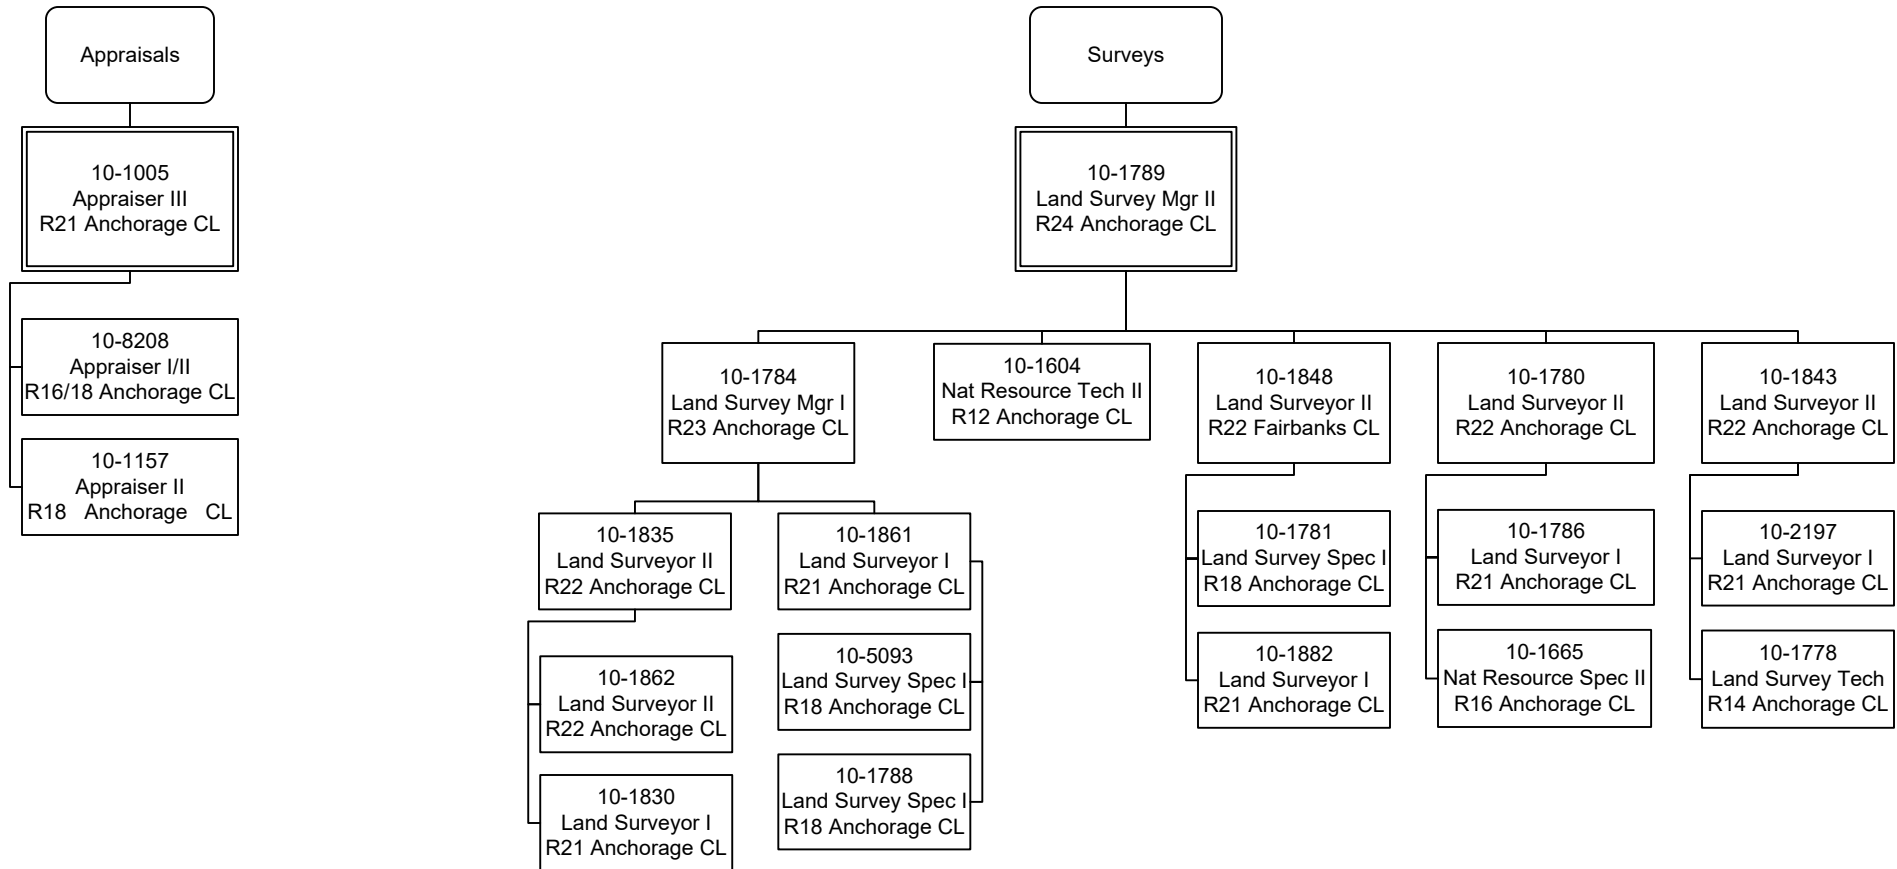 Appraisals
10-1005
Appraiser III
R21 Anchorage CL
10-8208
Appraiser I/II
R16/18 Anchorage CL
10-1157
Appraiser II
R18 Anchorage CL
Surveys
10-1789
Land Survey Mgr II
R24 Anchorage CL
10-1784
Land Survey Mgr I
R23 Anchorage CL
10-1835
Land Surveyor II
R22 Anchorage CL
10-1862
Land Surveyor II
R22 Anchorage CL
10-1830
Land Surveyor I
R21 Anchorage CL
10-1861
Land Surveyor I
R21 Anchorage CL
10-5093
Land Survey Spec I
R18 Anchorage CL
10-1788
Land Survey Spec I
R18 Anchorage CL
10-1604
Nat Resource Tech II
R12 Anchorage CL
10-1848
Land Surveyor II
R22 Fairbanks CL
10-1781
Land Survey Spec I
R18 Anchorage CL
10-1882
Land Surveyor I
R21 Anchorage CL
10-1780
Land Surveyor II
R22 Anchorage CL
10-1786
Land Surveyor I
R21 Anchorage CL
10-1665
Nat Resource Spec II
R16 Anchorage CL
10-1843
Land Surveyor II
R22 Anchorage CL
10-2197
Land Surveyor I
R21 Anchorage CL
10-1778
Land Survey Tech
R14 Anchorage CL